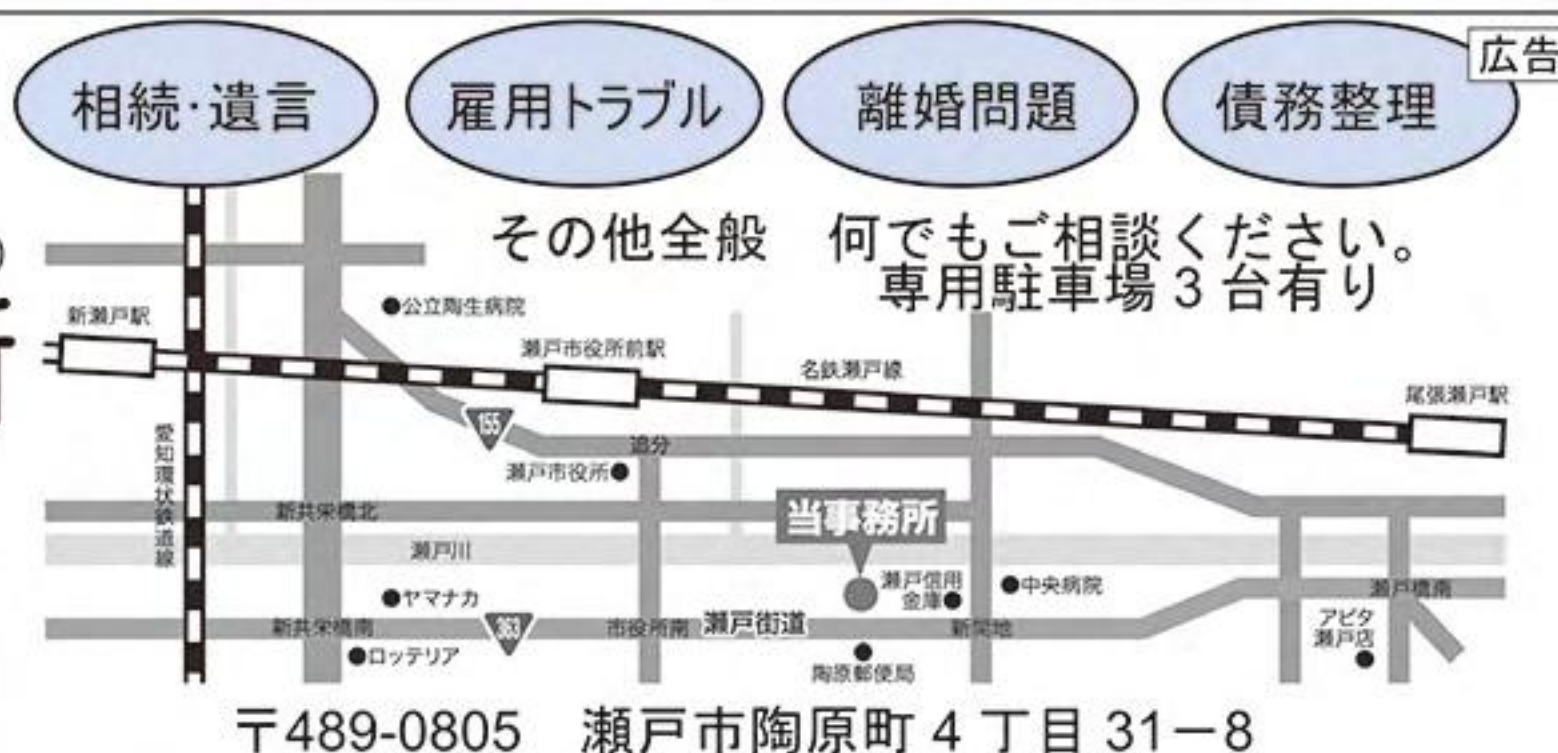 広告
相続・遺言
雇用トラブル
離婚問題
債務整理
その他全般 何でもご相談ください。
専用駐車場3台有り
公立陶生病院
新瀬戸駅
瀬戸市役所前駅
名鉄瀬戸線
尾張瀬戸駅
愛知環状鉄道線
155
追分
瀬戸市役所
新共栄橋北
当事務所
瀬戸川
瀬戸信用
金庫
中央病院
瀬戸橋南
ヤマナカ
新共栄橋南
363
市役所南
瀬戸街道
アピタ
瀬戸店
ロッテリア
陶原郵便局
〒489-0805 瀬戸市陶原町4丁目31-8